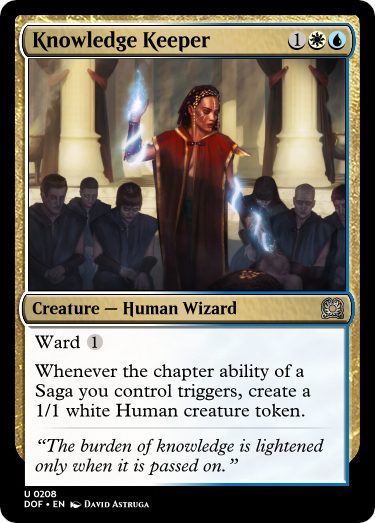 Knowledge Keeper 1
Creature — Human Wizard
Ward 1
Whenever the chapter ability of a
Saga you control triggers, create a
1/1 white Human creature token.
“The burden of knowledge is lightened
only when it is passed on.”
U 0208
DOF • EN DAVID ASTRUGA